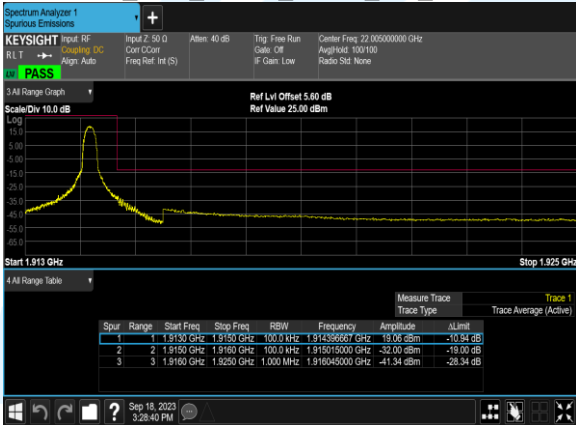 Spectrum Analyzer 1
Spurious Emissions
+
KEYSIGHT Input: RF Input Z: 50 Ω Atten: 40 dB Trig: Free Run Center Freq: 22.005000000 GHz
RLT Coupling: DC Corr CCorr Gate: Off Avg|Hold: 100/100
Align: Auto Freq Ref: Int (S) IF Gain: Low Radio Std: None
PASS
3 All Range Graph Ref Lvl Offset 5.60 dB
Scale/Div 10.0 dB Ref Value 25.00 dBm
Log
15.0
5.00
-5.00
-15.0
-25.0
-35.0
-45.0
-55.0
-65.0
Start 1.913 GHz Stop 1.925 GHz
4 All Range Table
Measure Trace Trace 1
Trace Type Trace Average (Active)
Spur Range Start Freq Stop Freq RBW Frequency Amplitude ΔLimit
1 1 1.9130 GHz 1.9150 GHz 100.0 kHz 1.914396667 GHz 19.06 dBm -10.94 dB
2 2 1.9150 GHz 1.9160 GHz 100.0 kHz 1.915015000 GHz -32.00 dBm -19.00 dB
3 3 1.9160 GHz 1.9250 GHz 1.000 MHz 1.916045000 GHz -41.34 dBm -28.34 dB
? Sep 18, 2023
3:28:40 PM